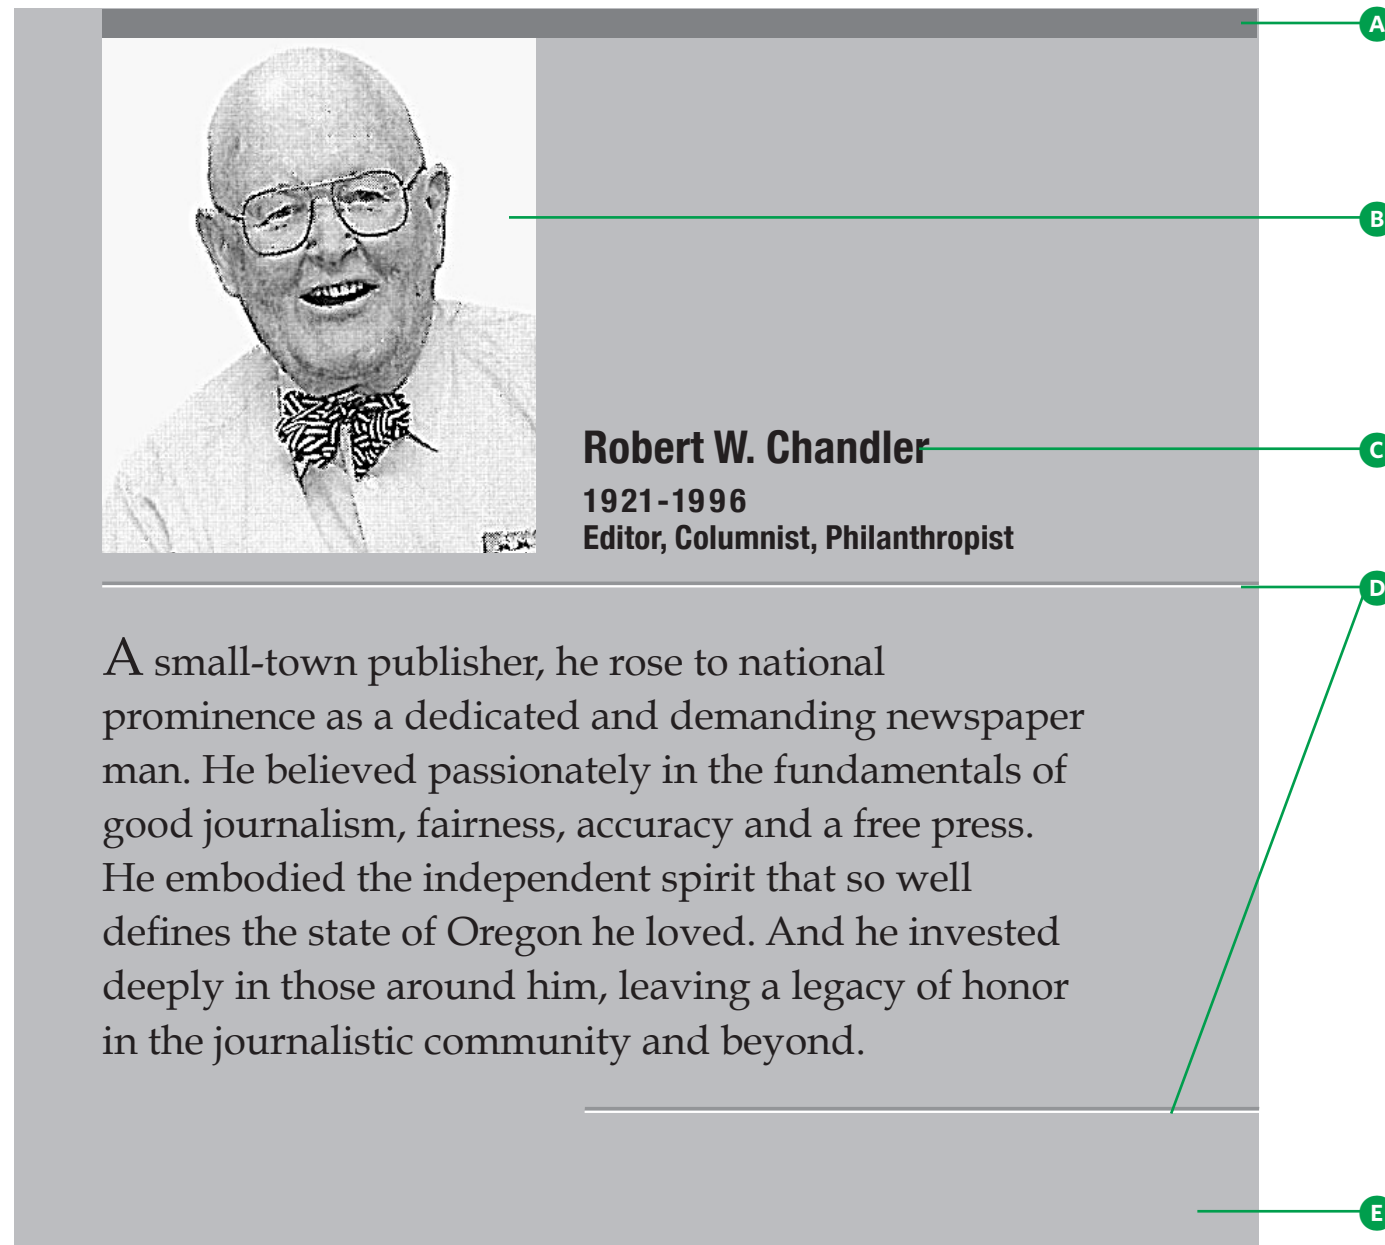 A
B
Robert W. Chandler
C
1921-1996
Editor, Columnist, Philanthropist
D
A small-town publisher, he rose to national
prominence as a dedicated and demanding newspaper
man. He believed passionately in the fundamentals of
good journalism, fairness, accuracy and a free press.
He embodied the independent spirit that so well
defines the state of Oregon he loved. And he invested
deeply in those around him, leaving a legacy of honor
in the journalistic community and beyond.
E